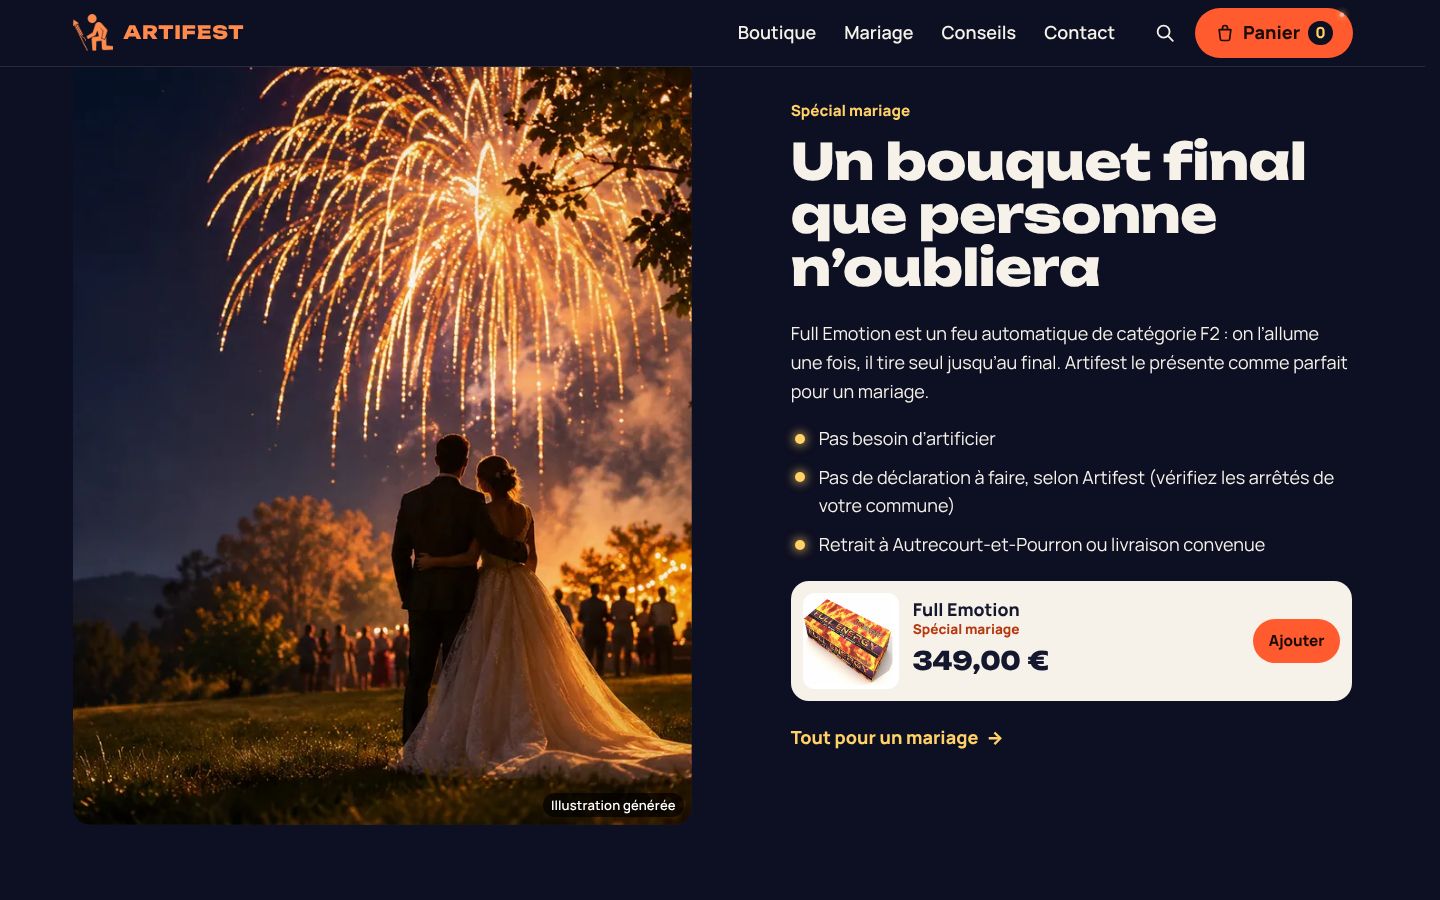 ARTIFEST
Boutique
Mariage
Conseils
Contact
Panier 0
Spécial mariage
Un bouquet final
que personne
n’oubliera
Full Emotion est un feu automatique de catégorie F2 : on l’allume
une fois, il tire seul jusqu’au final. Artifest le présente comme parfait
pour un mariage.
Pas besoin d’artificier
Pas de déclaration à faire, selon Artifest (vérifiez les arrêtés de
votre commune)
Retrait à Autrecourt-et-Pourron ou livraison convenue
FULL ENERGY
FULL ENERGY
Full Emotion
Spécial mariage
349,00 €
Ajouter
Tout pour un mariage →
Illustration générée